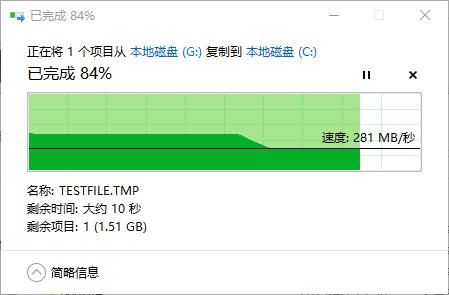 已完成 84%
正在将 1 个项目从 本地磁盘 (G:) 复制到 本地磁盘 (C:)
已完成 84%
速度: 281 MB/秒
名称: TESTFILE.TMP
剩余时间: 大约 10 秒
剩余项目: 1 (1.51 GB)
简略信息